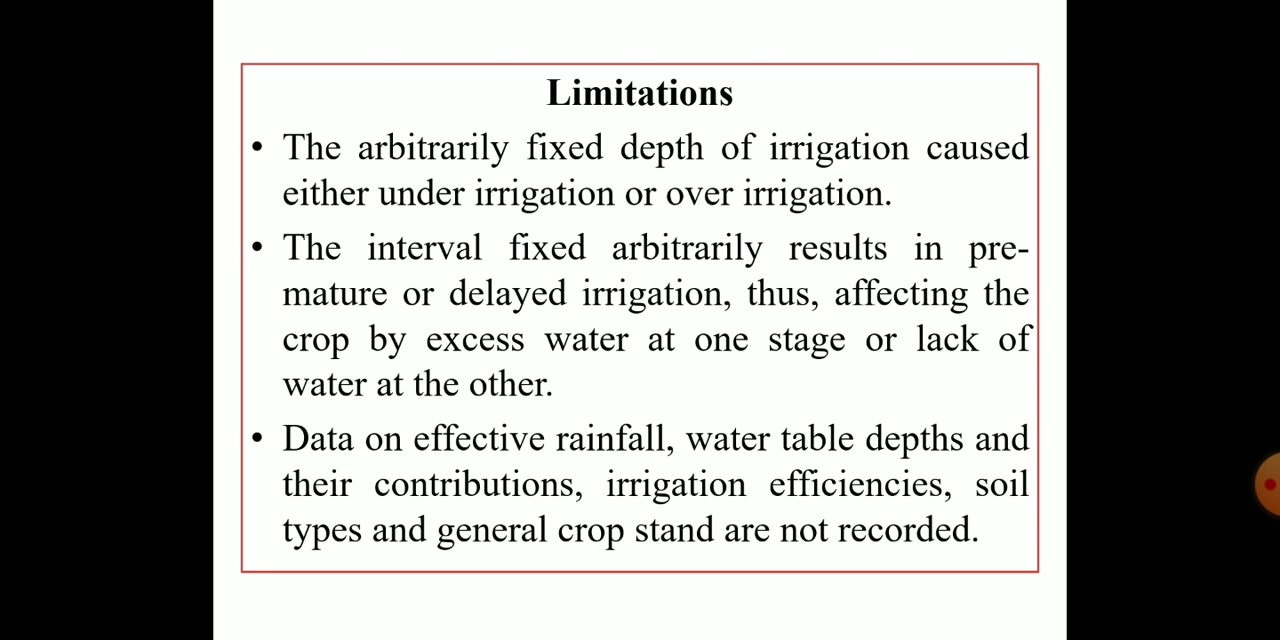 Limitations
• The arbitrarily fixed depth of irrigation caused
either under irrigation or over irrigation.
• The interval fixed arbitrarily results in pre-
mature or delayed irrigation, thus, affecting the
crop by excess water at one stage or lack of
water at the other.
• Data on effective rainfall, water table depths and
their contributions, irrigation efficiencies, soil
types and general crop stand are not recorded.